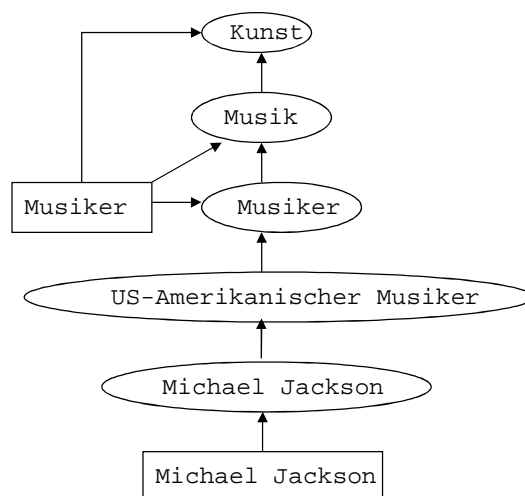 Kunst
Musik
Musiker
Musiker
US-Amerikanischer Musiker
Michael Jackson
Michael Jackson